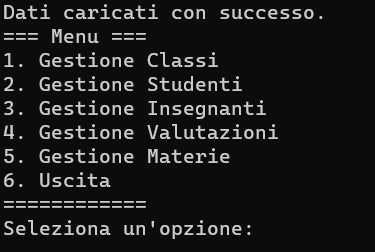 Dati caricati con successo.
=== Menu ===
1. Gestione Classi
2. Gestione Studenti
3. Gestione Insegnanti
4. Gestione Valutazioni
5. Gestione Materie
6. Uscita
============
Seleziona un'opzione: